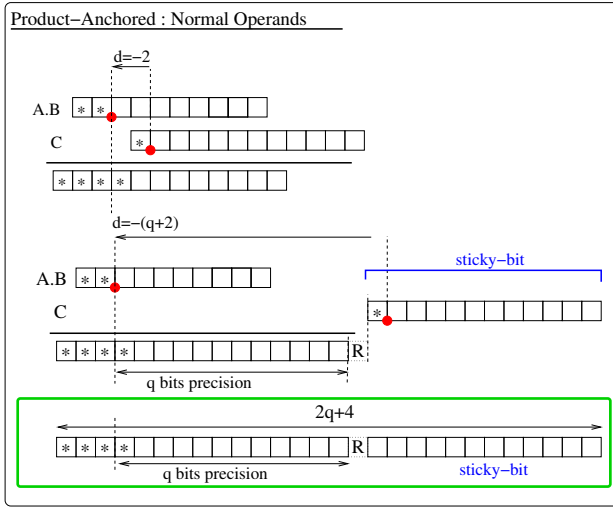 Product−Anchored : Normal Operands
d=−2
A.B * *
C *
* * * *
d=−(q+2)
sticky−bit
A.B * *
C *
* * * * R
q bits precision
2q+4
* * * * R
q bits precision sticky−bit